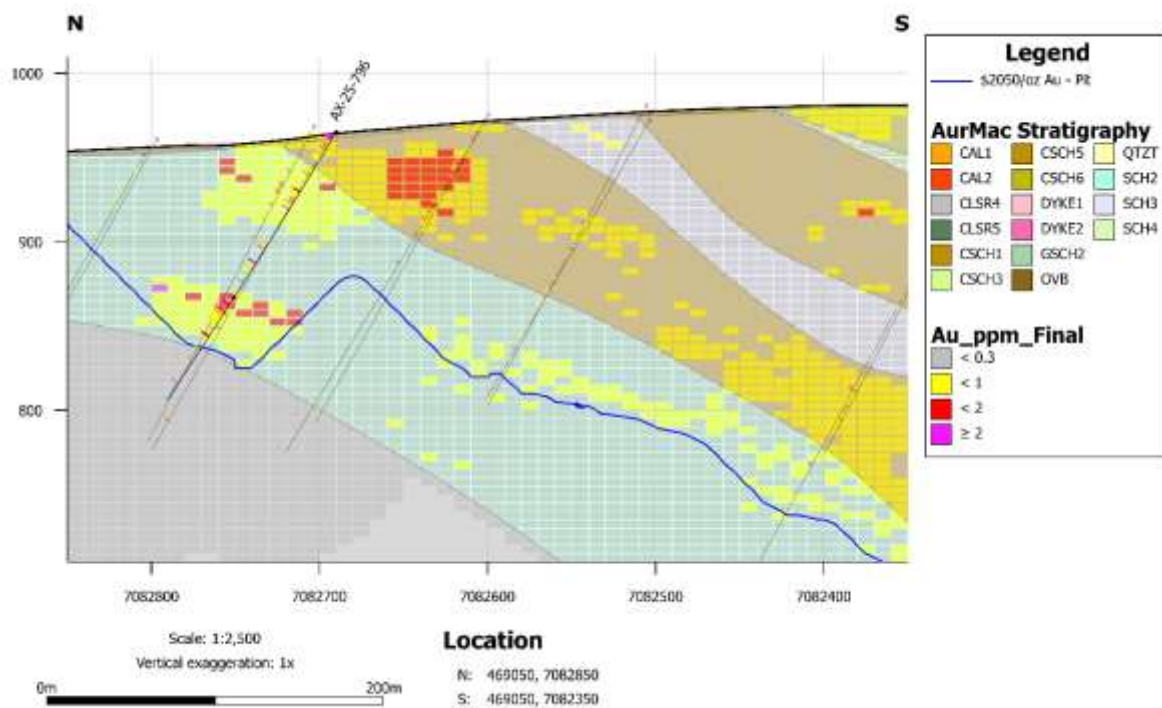 N
S
AX-25-796
1000
900
800
7082800
7082700
7082600
7082500
7082400
Legend
$2050/oz Au - Pit
AurMac Stratigraphy
CAL1
CSCH5
QTZT
CAL2
CSCH6
SCH2
CLSR4
DYKE1
SCH3
CLSR5
DYKE2
SCH4
CSCH1
GSCH2
CSCH3
OVB
Au_ppm_Final
< 0.3
< 1
< 2
≥ 2
Scale: 1:2,500
Vertical exaggeration: 1x
0m
200m
Location
N: 469050, 7082850
S: 469050, 7082350